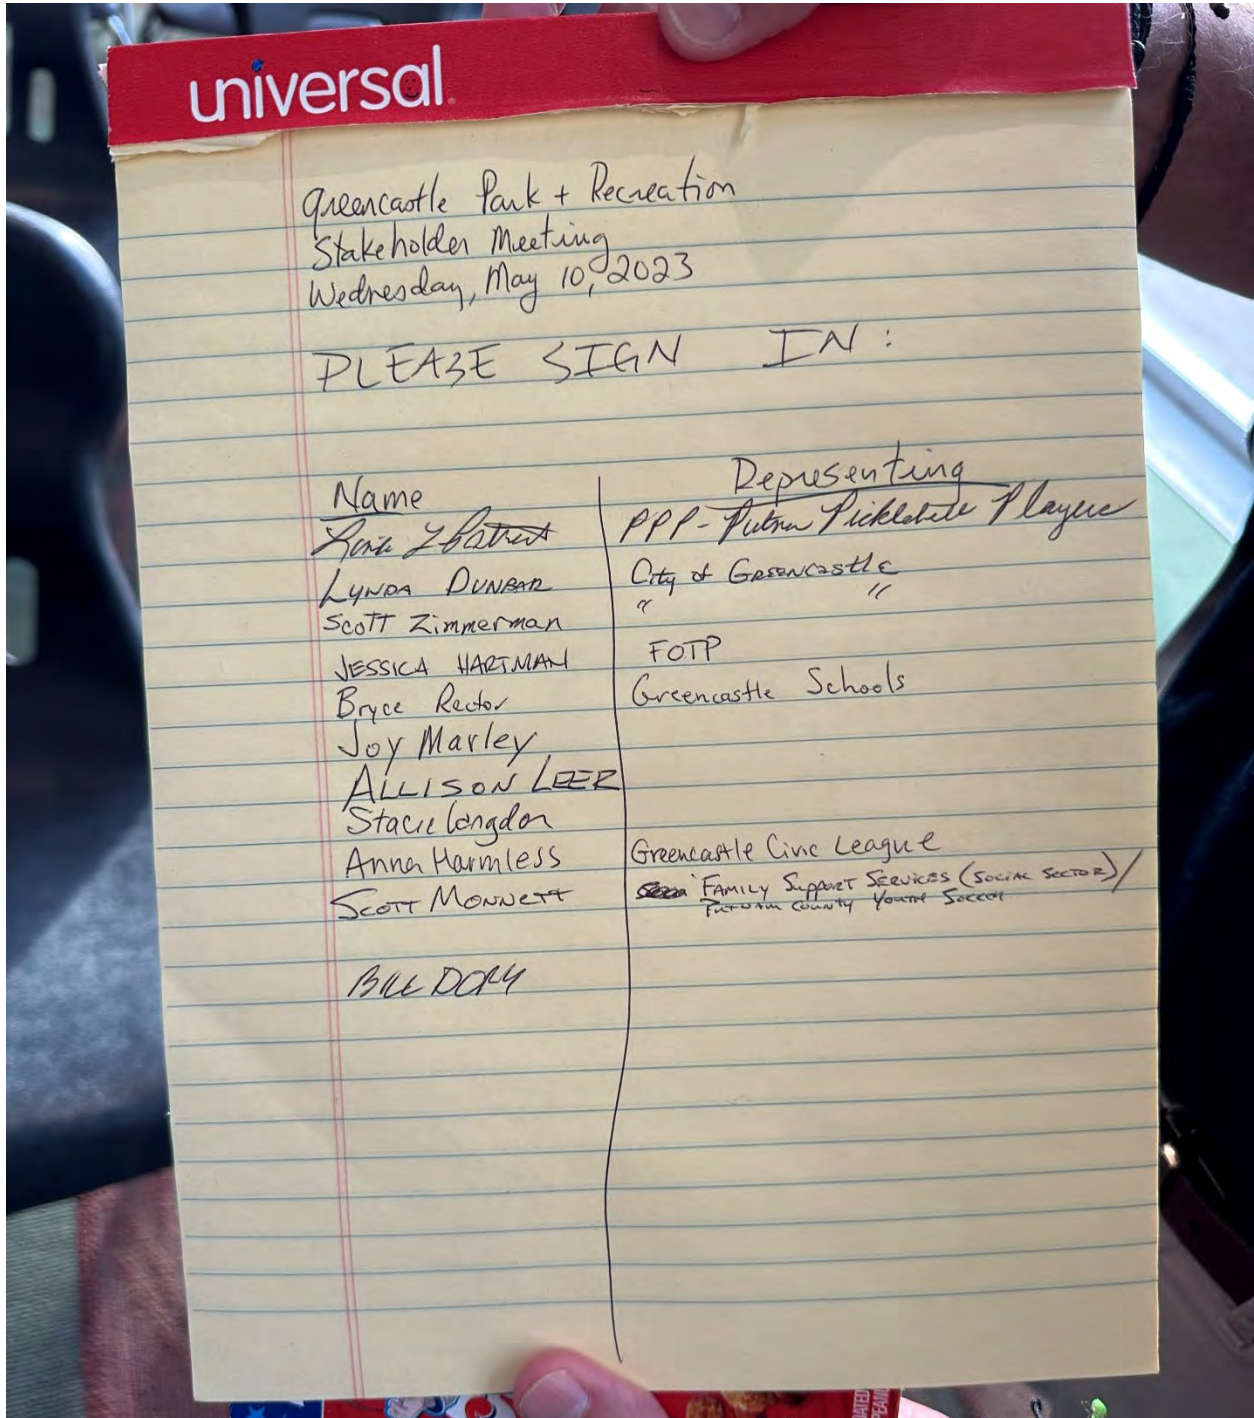 universal
Greencastle Park + Recreation
Stakeholder Meeting
Wednesday, May 10, 2023
PLEASE SIGN IN:
Name Representing
PPP- Pickleball Players
LYNDA DUNBAR City of Greencastle
Scott Zimmerman " "
JESSICA HARTMAN FOTP
Bryce Rector Greencastle Schools
Joy Marley
ALLISON LEER
Stacie Langdon
Anna Harmless Greencastle Civic League
SCOTT MONNETT FAMILY SUPPORT SERVICES (SOCIAL SECTOR) /
PUTNAM COUNTY YOUTH SOCCER
BILL DORY